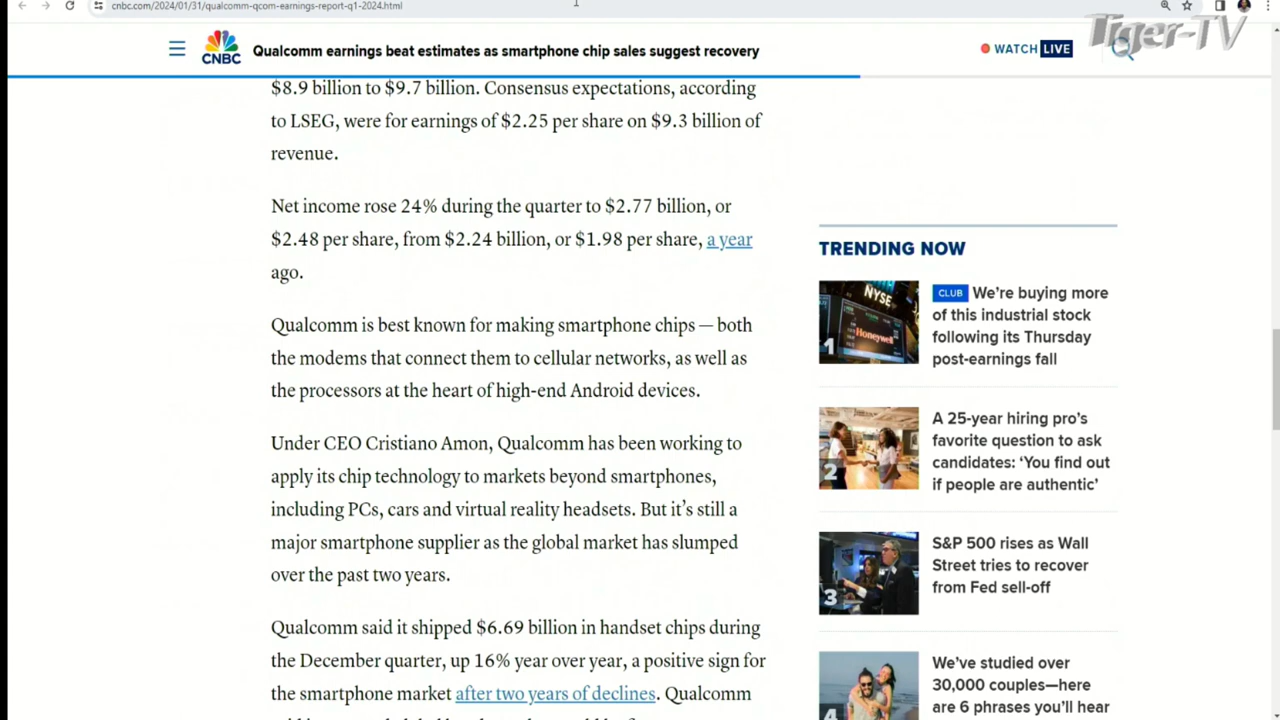 cnbc.com/2024/01/31/qualcomm-qcom-earnings-report-q1-2024.html
Tiger-TV
CNBC
Qualcomm earnings beat estimates as smartphone chip sales suggest recovery
WATCH LIVE
$8.9 billion to $9.7 billion. Consensus expectations, according
to LSEG, were for earnings of $2.25 per share on $9.3 billion of
revenue.
Net income rose 24% during the quarter to $2.77 billion, or
$2.48 per share, from $2.24 billion, or $1.98 per share, a year
ago.
Qualcomm is best known for making smartphone chips — both
the modems that connect them to cellular networks, as well as
the processors at the heart of high-end Android devices.
Under CEO Cristiano Amon, Qualcomm has been working to
apply its chip technology to markets beyond smartphones,
including PCs, cars and virtual reality headsets. But it’s still a
major smartphone supplier as the global market has slumped
over the past two years.
Qualcomm said it shipped $6.69 billion in handset chips during
the December quarter, up 16% year over year, a positive sign for
the smartphone market after two years of declines. Qualcomm
TRENDING NOW
NYSE
Honeywell
1
CLUB We’re buying more
of this industrial stock
following its Thursday
post-earnings fall
2
A 25-year hiring pro’s
favorite question to ask
candidates: ‘You find out
if people are authentic’
3
S&P 500 rises as Wall
Street tries to recover
from Fed sell-off
4
We’ve studied over
30,000 couples—here
are 6 phrases you’ll hear